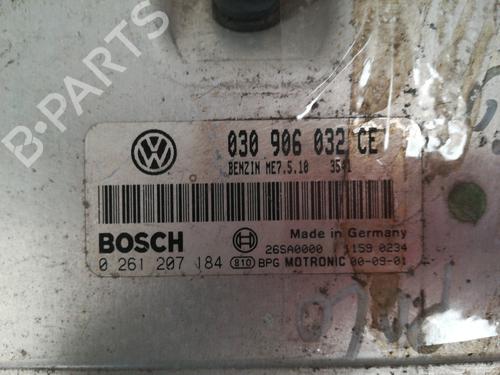 B-PARTS
030 906 032 CE
BENZIN ME7.5.10 3541
BOSCH
Made in Germany
26SA0000 1159 0234
0 261 207 184 810 BPG MOTRONIC 00-09-01